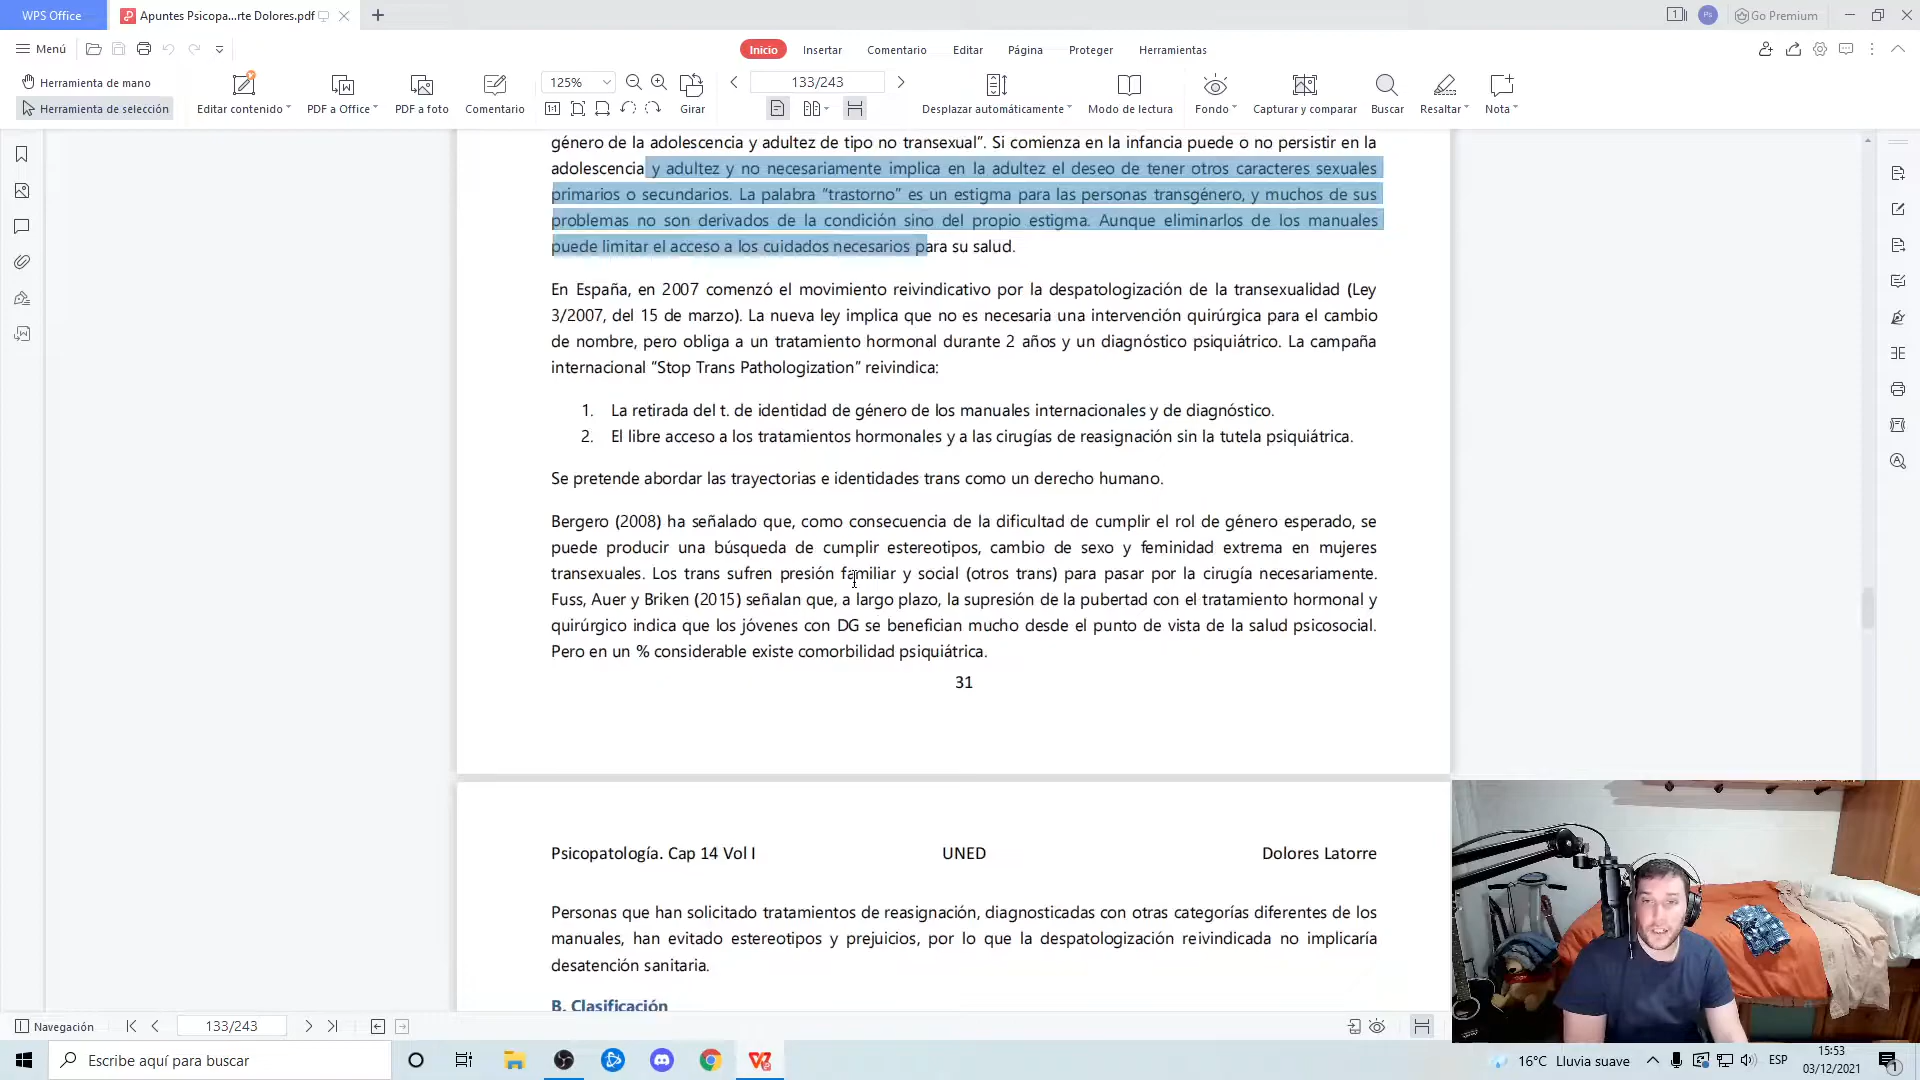 WPS Office
Apuntes Psicopa...rte Dolores.pdf
1
Ps
Go Premium
Menú
Inicio
Insertar
Comentario
Editar
Página
Proteger
Herramientas
Herramienta de mano
Herramienta de selección
Editar contenido
PDF a Office
PDF a foto
Comentario
125%
Girar
133/243
Desplazar automáticamente
Modo de lectura
Fondo
Capturar y comparar
Buscar
Resaltar
Nota
género de la adolescencia y adultez de tipo no transexual”. Si comienza en la infancia puede o no persistir en la
adolescencia y adultez y no necesariamente implica en la adultez el deseo de tener otros caracteres sexuales
primarios o secundarios. La palabra “trastorno” es un estigma para las personas transgénero, y muchos de sus
problemas no son derivados de la condición sino del propio estigma. Aunque eliminarlos de los manuales
puede limitar el acceso a los cuidados necesarios para su salud.
En España, en 2007 comenzó el movimiento reivindicativo por la despatologización de la transexualidad (Ley
3/2007, del 15 de marzo). La nueva ley implica que no es necesaria una intervención quirúrgica para el cambio
de nombre, pero obliga a un tratamiento hormonal durante 2 años y un diagnóstico psiquiátrico. La campaña
internacional “Stop Trans Pathologization” reivindica:
1. La retirada del t. de identidad de género de los manuales internacionales y de diagnóstico.
2. El libre acceso a los tratamientos hormonales y a las cirugías de reasignación sin la tutela psiquiátrica.
Se pretende abordar las trayectorias e identidades trans como un derecho humano.
Bergero (2008) ha señalado que, como consecuencia de la dificultad de cumplir el rol de género esperado, se
puede producir una búsqueda de cumplir estereotipos, cambio de sexo y feminidad extrema en mujeres
transexuales. Los trans sufren presión familiar y social (otros trans) para pasar por la cirugía necesariamente.
Fuss, Auer y Briken (2015) señalan que, a largo plazo, la supresión de la pubertad con el tratamiento hormonal y
quirúrgico indica que los jóvenes con DG se benefician mucho desde el punto de vista de la salud psicosocial.
Pero en un % considerable existe comorbilidad psiquiátrica.
31
Psicopatología. Cap 14 Vol I
UNED
Dolores Latorre
Personas que han solicitado tratamientos de reasignación, diagnosticadas con otras categorías diferentes de los
manuales, han evitado estereotipos y prejuicios, por lo que la despatologización reivindicada no implicaría
desatención sanitaria.
B. Clasificación
Navegación
133/243
Escribe aquí para buscar
16°C Lluvia suave
ESP
15:53
03/12/2021
1